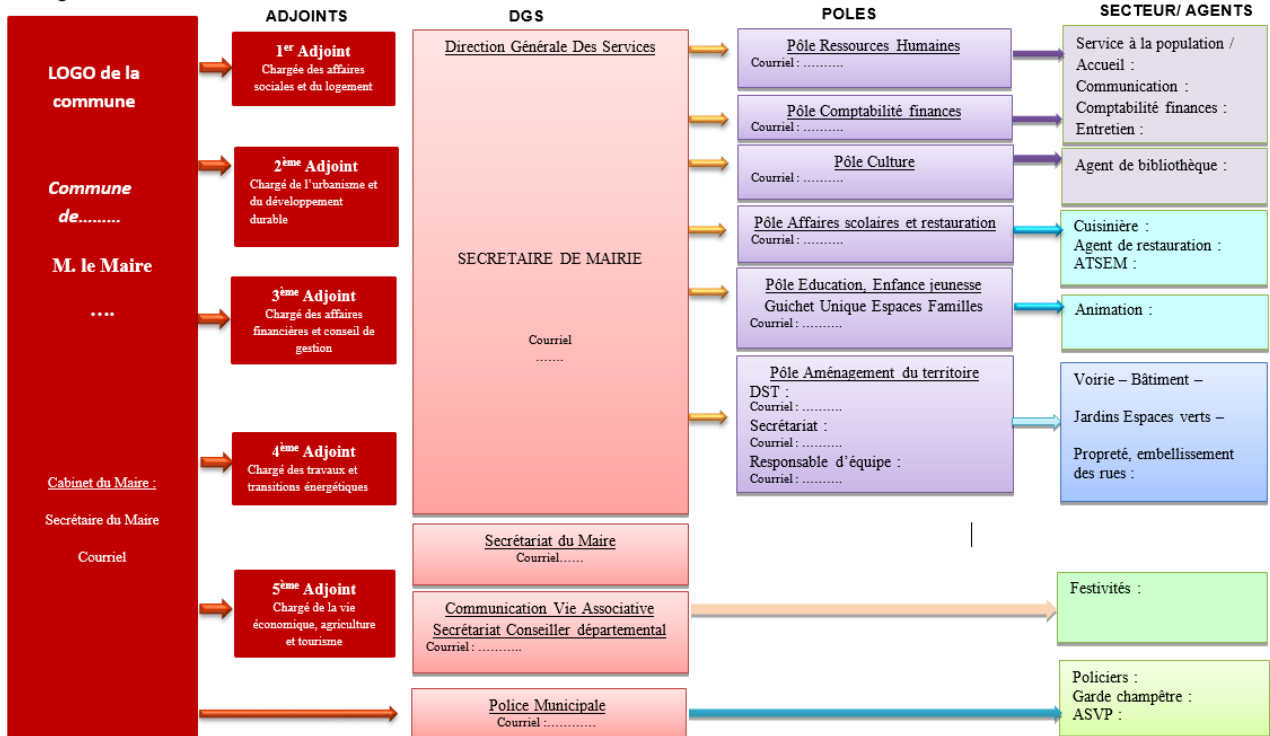 ADJOINTS
DGS
POLES
SECTEUR/ AGENTS
LOGO de la
commune
Commune
de.........
M. le Maire
....
Cabinet du Maire :
Secrétaire du Maire
Courriel
1er Adjoint
Chargée des affaires
sociales et du logement
2ème Adjoint
Chargé de l'urbanisme et
du développement
durable
3ème Adjoint
Chargé des affaires
financières et conseil de
gestion
4ème Adjoint
Chargé des travaux et
transitions énergétiques
5ème Adjoint
Chargé de la vie
économique, agriculture
et tourisme
Direction Générale Des Services
SECRETAIRE DE MAIRIE
Courriel
.......
Secrétariat du Maire
Courriel......
Communication Vie Associative
Secrétariat Conseiller départemental
Courriel : ...........
Police Municipale
Courriel :............
Pôle Ressources Humaines
Courriel : ..........
Pôle Comptabilité finances
Courriel : ..........
Pôle Culture
Courriel : ..........
Pôle Affaires scolaires et restauration
Courriel : ..........
Pôle Education, Enfance jeunesse
Guichet Unique Espaces Familles
Courriel : ..........
Pôle Aménagement du territoire
DST :
Courriel : ..........
Secrétariat :
Courriel : ..........
Responsable d'équipe :
Courriel : ..........
Service à la population /
Accueil :
Communication :
Comptabilité finances :
Entretien :
Agent de bibliothèque :
Cuisinière :
Agent de restauration :
ATSEM :
Animation :
Voirie – Bâtiment –
Jardins Espaces verts –
Propreté, embellissement
des rues :
Festivités :
Policiers :
Garde champêtre :
ASVP :